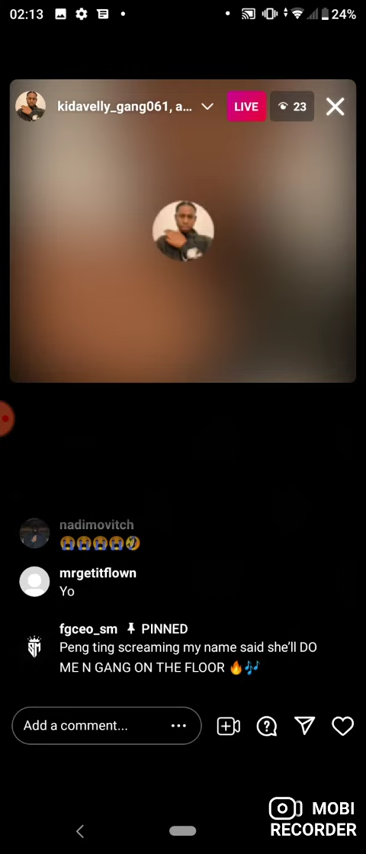 02:13
24%
kidavelly_gang061, a...
LIVE
23
nadimovitch
😭😭😭😭🤣
mrgetitflown
Yo
fgceo_sm PINNED
Peng ting screaming my name said she'll DO
ME N GANG ON THE FLOOR 🔥🎶
Add a comment...
MOBI
RECORDER